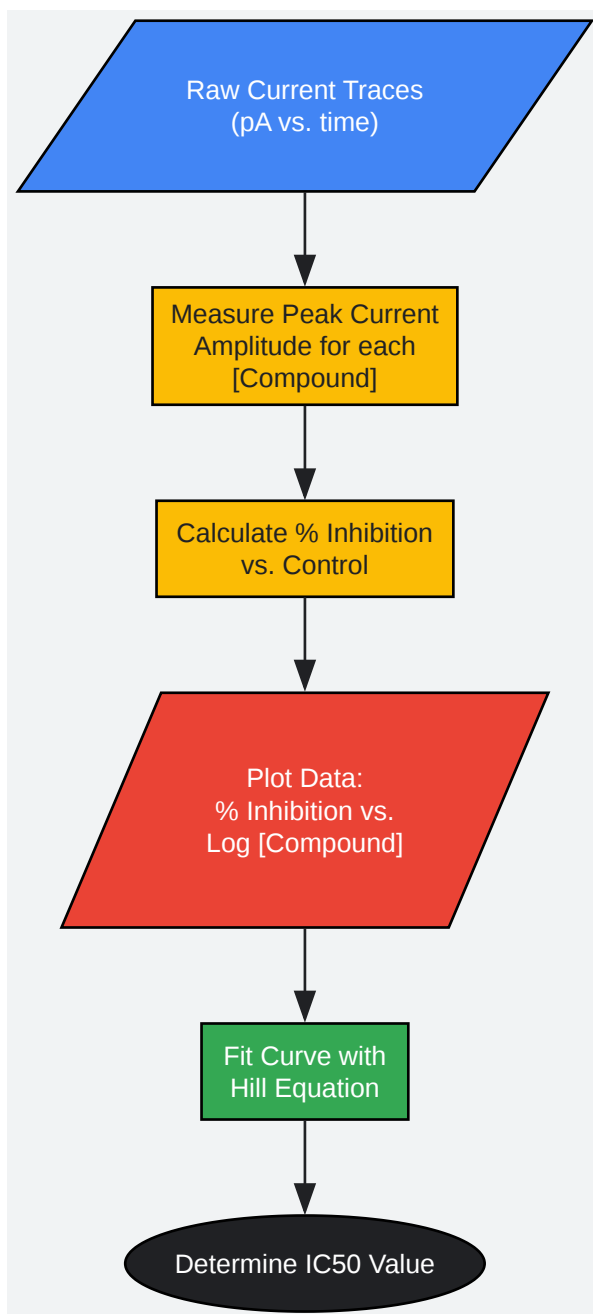 Raw Current Traces
(pA vs. time)
Measure Peak Current
Amplitude for each
[Compound]
Calculate % Inhibition
vs. Control
Plot Data:
% Inhibition vs.
Log [Compound]
Fit Curve with
Hill Equation
Determine IC50 Value